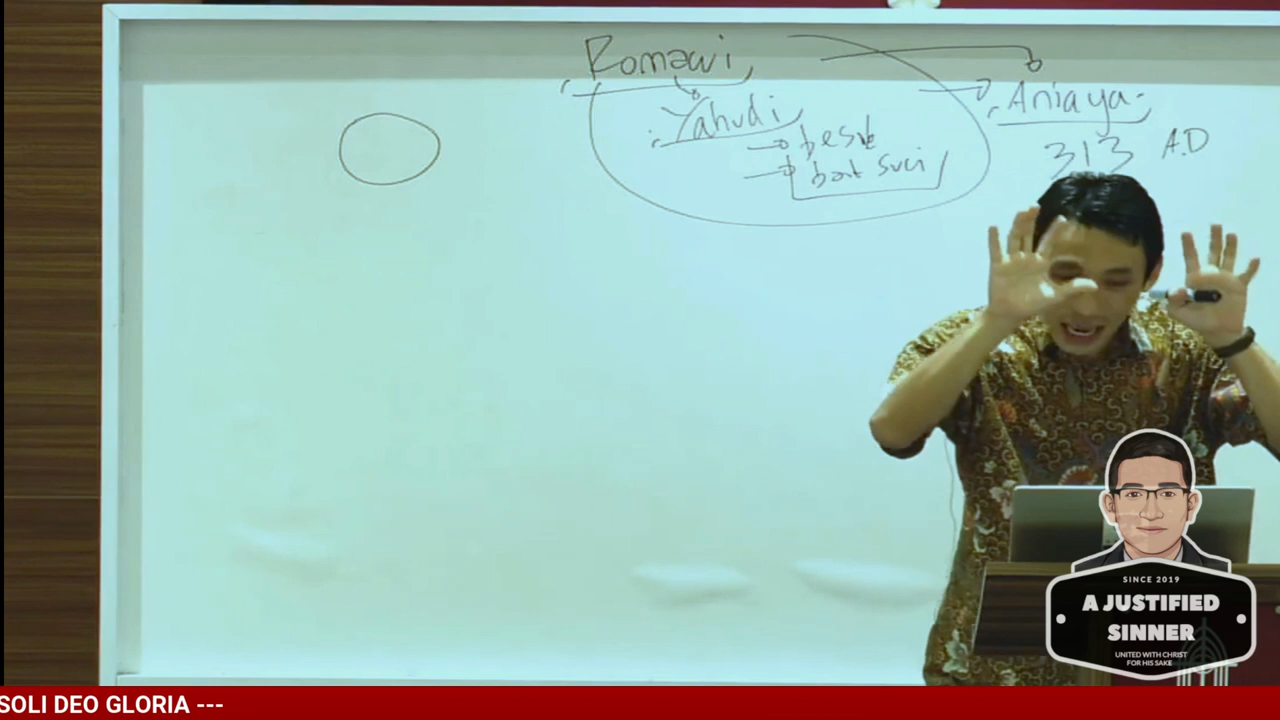 Romawi
Yahudi
besk
bait suci
Aniaya
313 A.D
SINCE 2019
A JUSTIFIED
SINNER
UNITED WITH CHRIST
FOR HIS SAKE
SOLI DEO GLORIA ---